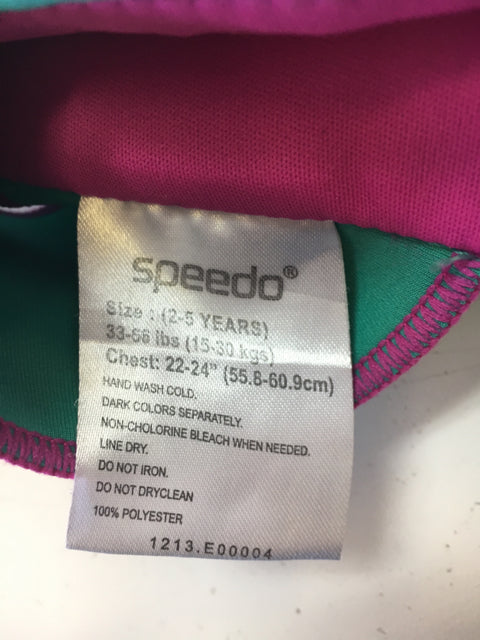 speedo®
Size : (2-5 YEARS)
33-66 lbs (15-30 kgs)
Chest: 22-24" (55.8-60.9cm)
HAND WASH COLD.
DARK COLORS SEPARATELY.
NON-CHOLORINE BLEACH WHEN NEEDED.
LINE DRY.
DO NOT IRON.
DO NOT DRYCLEAN
100% POLYESTER
1213.E00004